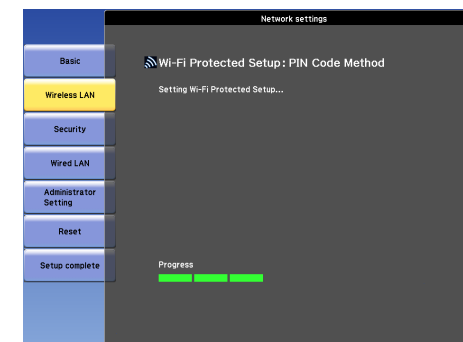 Network settings
Basic
Wireless LAN
Security
Wired LAN
Administrator
Setting
Reset
Setup complete
Wi-Fi Protected Setup: PIN Code Method
Setting Wi-Fi Protected Setup...
Progress